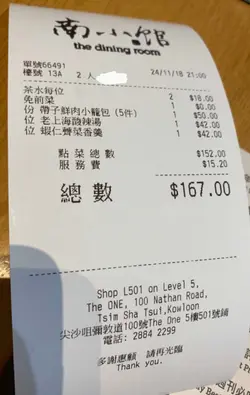 南小館
the dining room
單號66491
檯號 13A 2 人 24/11/18 21:00
茶水每位 2 $18.00
免前菜 1 $0.00
份 帶子鮮肉小籠包 (5件) 1 $50.00
位 老上海酸辣湯 1 $42.00
位 蝦仁薺菜香羹 1 $42.00
點菜總數 $152.00
服務費 $15.20
總數 $167.00
Shop L501 on Level 5,
The ONE, 100 Nathan Road,
Tsim Sha Tsui,Kowloon
尖沙咀彌敦道100號The One 5樓501號鋪
電話: 2884 2299
多謝惠顧 請再光臨
Thank you.